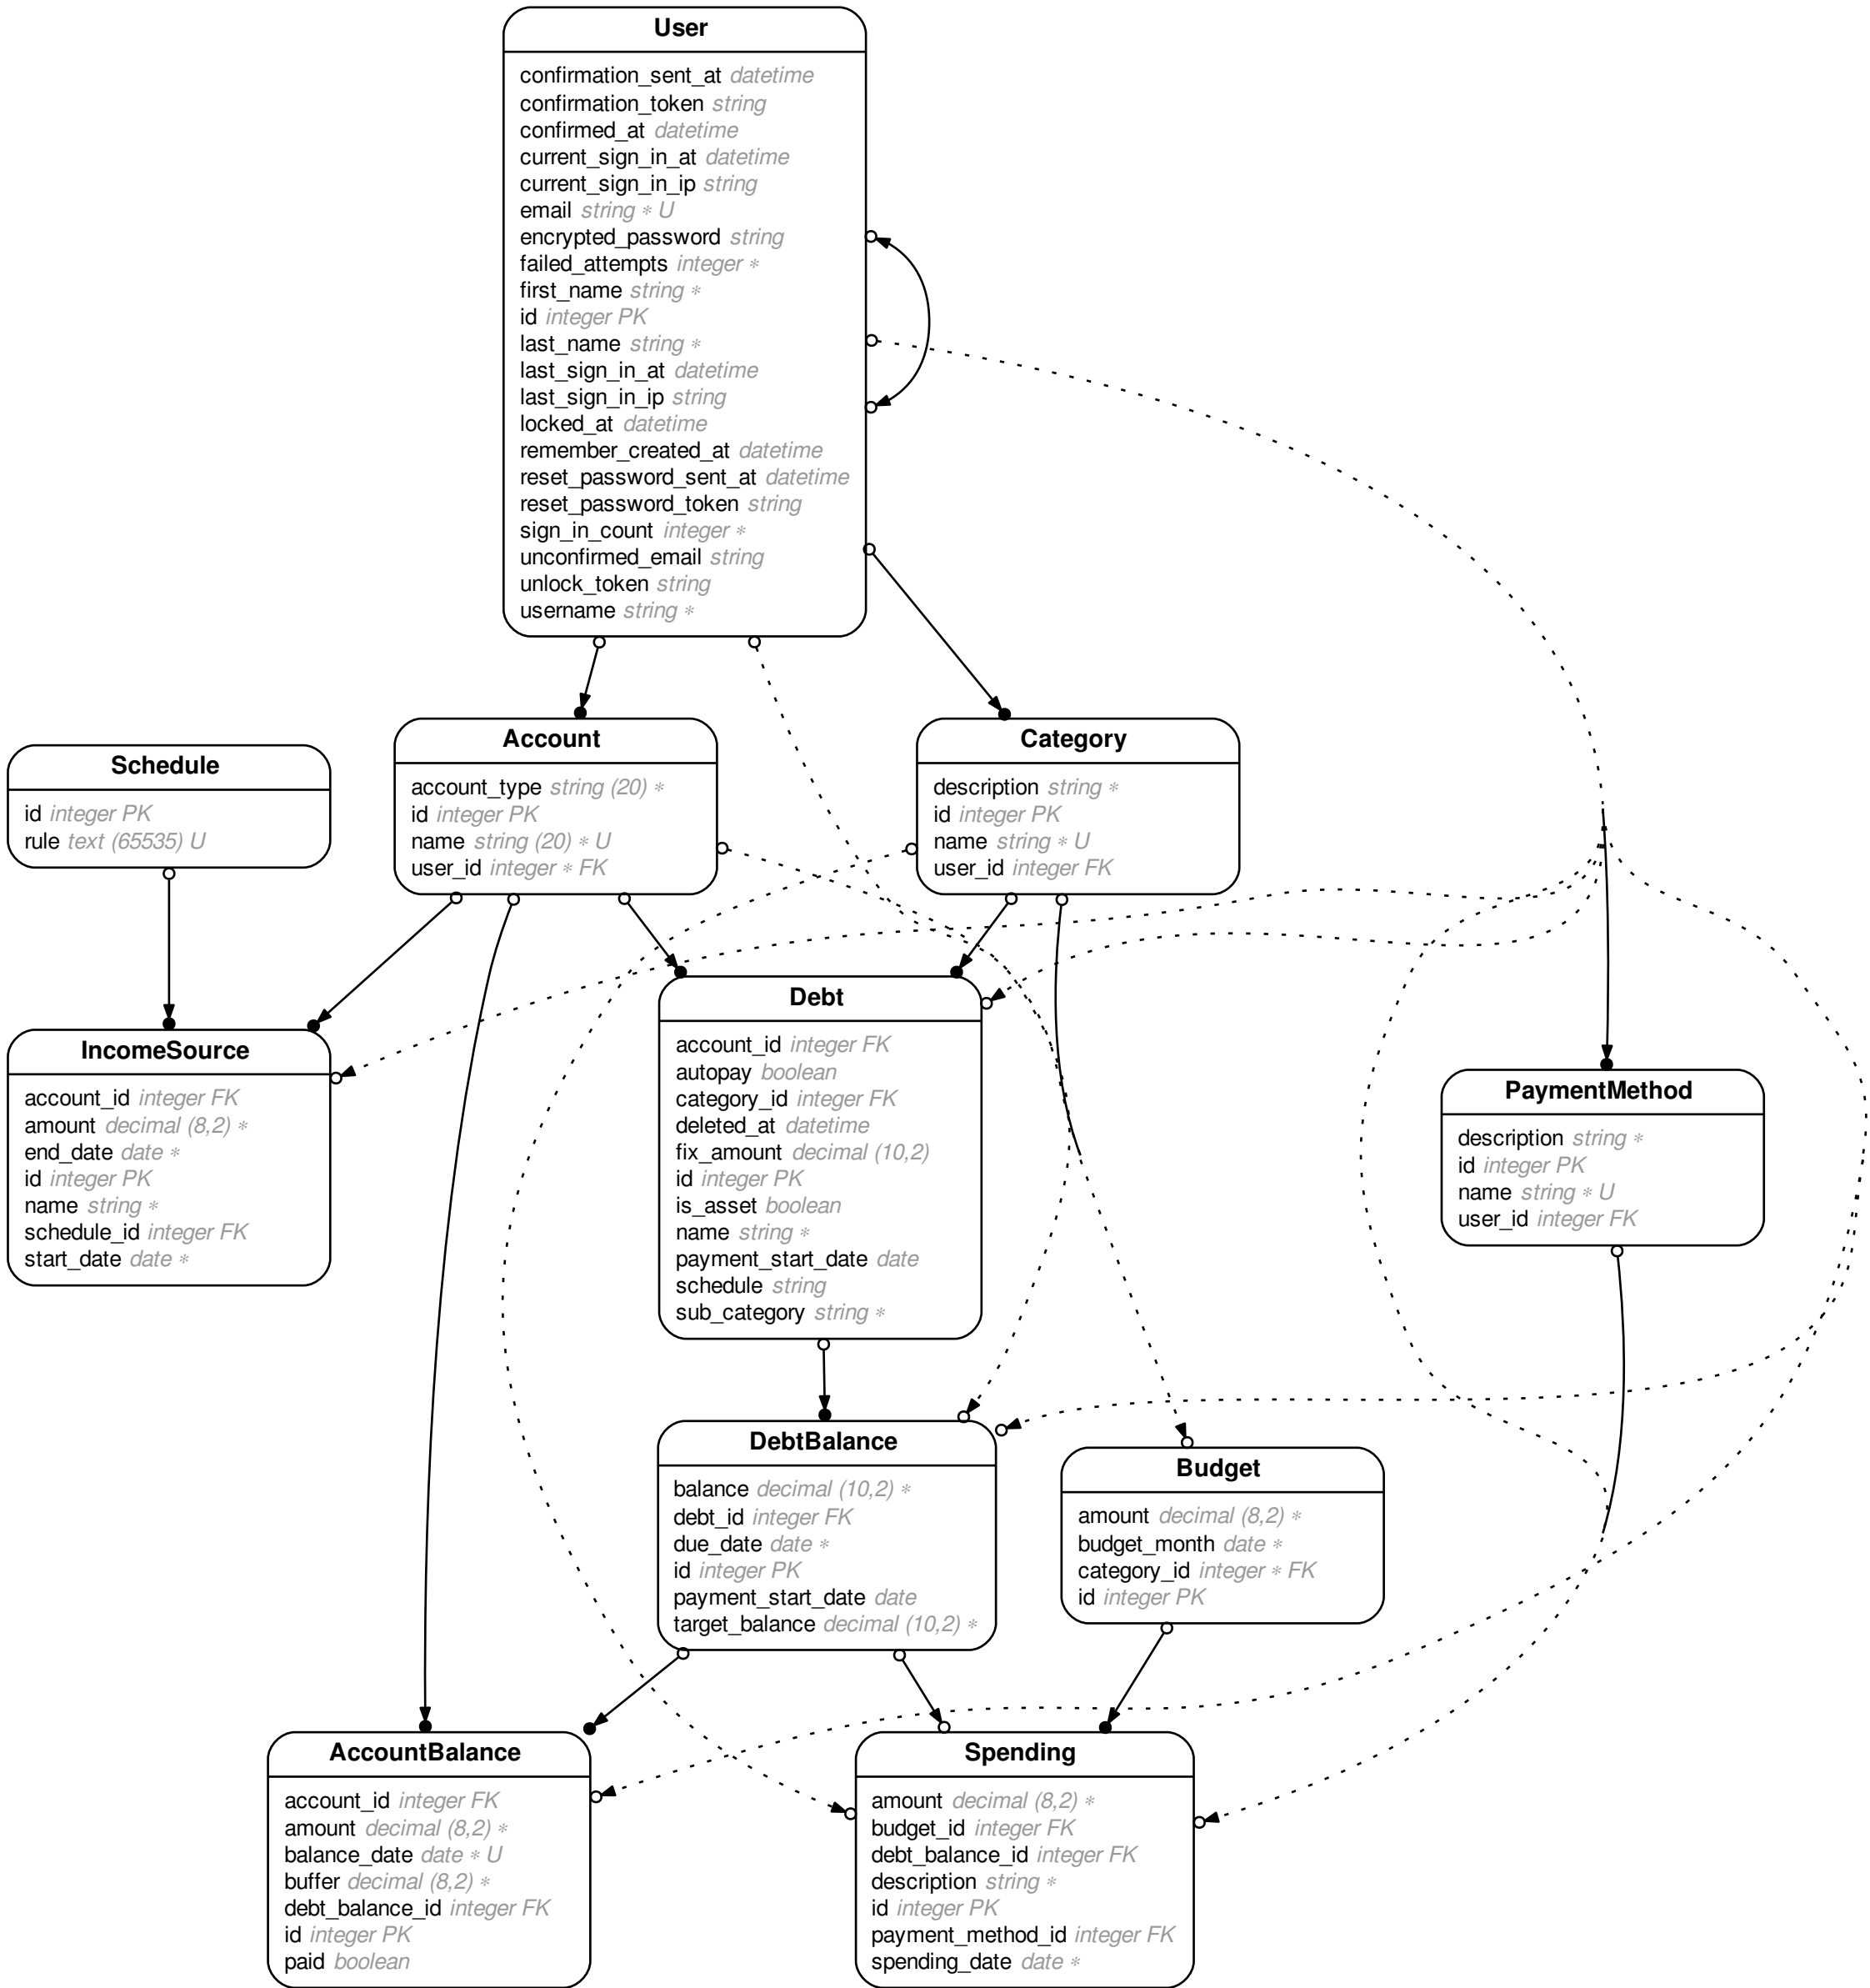 User
confirmation_sent_at datetime
confirmation_token string
confirmed_at datetime
current_sign_in_at datetime
current_sign_in_ip string
email string ∗ U
encrypted_password string
failed_attempts integer ∗
first_name string ∗
id integer PK
last_name string ∗
last_sign_in_at datetime
last_sign_in_ip string
locked_at datetime
remember_created_at datetime
reset_password_sent_at datetime
reset_password_token string
sign_in_count integer ∗
unconfirmed_email string
unlock_token string
username string ∗
Schedule
id integer PK
rule text (65535) U
Account
account_type string (20) ∗
id integer PK
name string (20) ∗ U
user_id integer ∗ FK
Category
description string ∗
id integer PK
name string ∗ U
user_id integer FK
IncomeSource
account_id integer FK
amount decimal (8,2) ∗
end_date date ∗
id integer PK
name string ∗
schedule_id integer FK
start_date date ∗
Debt
account_id integer FK
autopay boolean
category_id integer FK
deleted_at datetime
fix_amount decimal (10,2)
id integer PK
is_asset boolean
name string ∗
payment_start_date date
schedule string
sub_category string ∗
PaymentMethod
description string ∗
id integer PK
name string ∗ U
user_id integer FK
DebtBalance
balance decimal (10,2) ∗
debt_id integer FK
due_date date ∗
id integer PK
payment_start_date date
target_balance decimal (10,2) ∗
Budget
amount decimal (8,2) ∗
budget_month date ∗
category_id integer ∗ FK
id integer PK
AccountBalance
account_id integer FK
amount decimal (8,2) ∗
balance_date date ∗ U
buffer decimal (8,2) ∗
debt_balance_id integer FK
id integer PK
paid boolean
Spending
amount decimal (8,2) ∗
budget_id integer FK
debt_balance_id integer FK
description string ∗
id integer PK
payment_method_id integer FK
spending_date date ∗